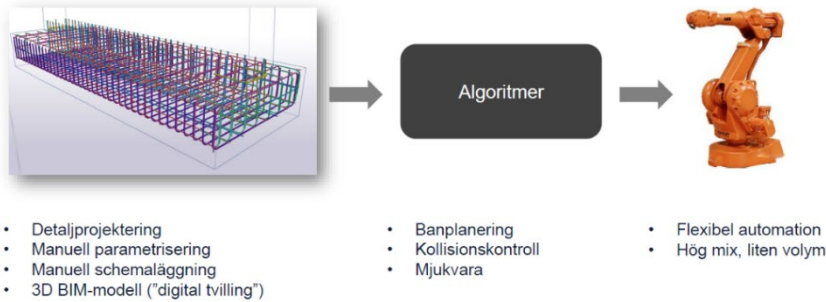 Algoritmer
• Detaljprojektering
• Manuell parametrisering
• Manuell schemaläggning
• 3D BIM-modell ("digital tvilling")
• Banplanering
• Kollisionskontroll
• Mjukvara
• Flexibel automation
• Hög mix, liten volym